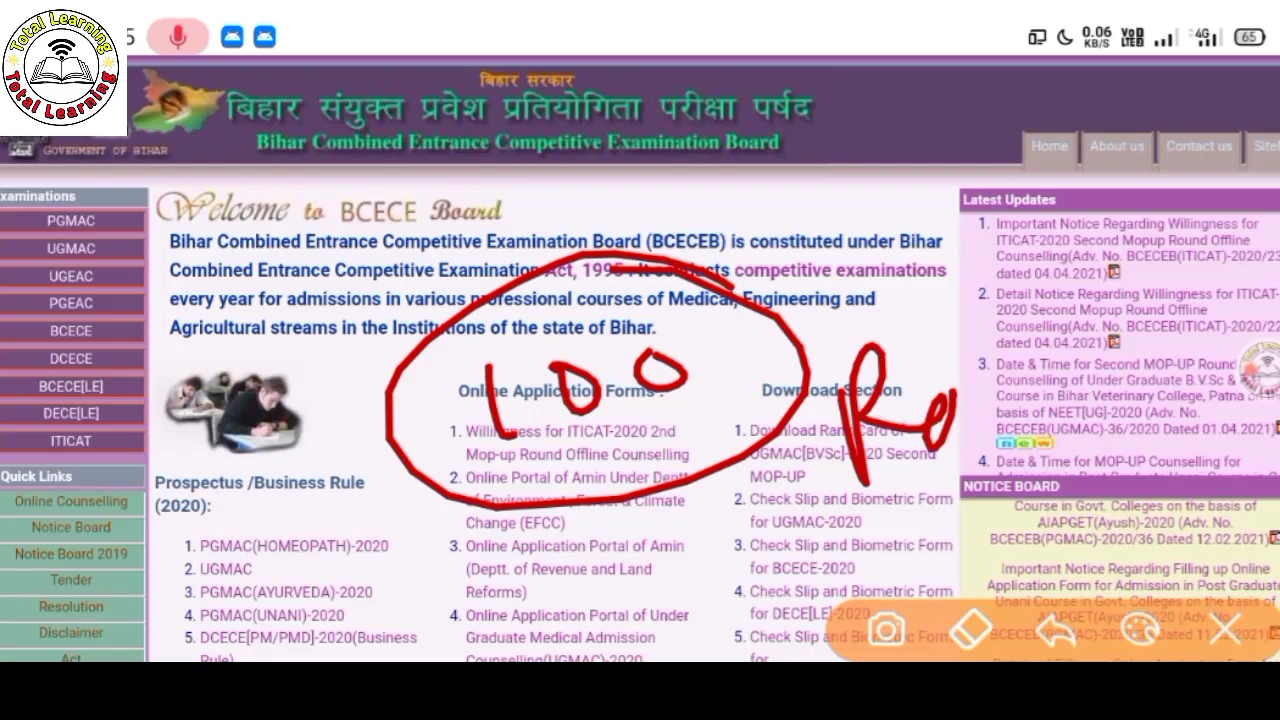 Total Learning
Total Learning
5
0.06
KB/S
Vo
LTE
4G
65
बिहार सरकार
बिहार संयुक्त प्रवेश प्रतियोगिता परीक्षा पर्षद
Bihar Combined Entrance Competitive Examination Board
GOVERMENT OF BIHAR
Home
About us
Contact us
Site
xaminations
PGMAC
UGMAC
UGEAC
PGEAC
BCECE
DCECE
BCECE[LE]
DECE[LE]
ITICAT
Quick Links
Online Counselling
Notice Board
Notice Board 2019
Tender
Resolution
Disclaimer
Act
Welcome to BCECE Board
Bihar Combined Entrance Competitive Examination Board (BCECEB) is constituted under Bihar
Combined Entrance Competitive Examination Act, 1995 . It conducts competitive examinations
every year for admissions in various professional courses of Medical, Engineering and
Agricultural streams in the Institutions of the state of Bihar.
100
Prospectus /Business Rule
(2020):
1. PGMAC(HOMEOPATH)-2020
2. UGMAC
3. PGMAC(AYURVEDA)-2020
4. PGMAC(UNANI)-2020
5. DCECE[PM/PMD]-2020(Business
Rule)
Online Application Forms :
1. Willingness for ITICAT-2020 2nd
Mop-up Round Offline Counselling
2. Online Portal of Amin Under Deptt
of Environment, Forest & Climate
Change (EFCC)
3. Online Application Portal of Amin
(Deptt. of Revenue and Land
Reforms)
4. Online Application Portal of Under
Graduate Medical Admission
Counselling(UGMAC)-2020
Download Section
1. Download Rank Card of
UGMAC[BVSc]-2020 Second
MOP-UP
2. Check Slip and Biometric Form
for UGMAC-2020
3. Check Slip and Biometric Form
for BCECE-2020
4. Check Slip and Biometric Form
for DCE[LE]-2020
5. Check Slip and Biometric Form
for
Latest Updates
1. Important Notice Regarding Willingness for
ITICAT-2020 Second Mopup Round Offline
Counselling(Adv. No. BCECEB(ITICAT)-2020/23
dated 04.04.2021)
2. Detail Notice Regarding Willingness for ITICAT-
2020 Second Mopup Round Offline
Counselling(Adv. No. BCECEB(ITICAT)-2020/22
dated 04.04.2021)
3. Date & Time for Second MOP-UP Round
Counselling of Under Graduate B.V.Sc &
Course in Bihar Veterinary College, Patna
basis of NEET[UG]-2020 (Adv. No.
BCECEB(UGMAC)-36/2020 Dated 01.04.2021)
new
4. Date & Time for MOP-UP Counselling for
NOTICE BOARD
Course in Govt. Colleges on the basis of
AIAPGET(Ayush)-2020 (Adv. No.
BCECEB(PGMAC)-2020/36 Dated 12.02.2021)
Important Notice Regarding Filling up Online
Application Form for Admission in Post Graduate
Unani Course in Govt. Colleges on the basis of